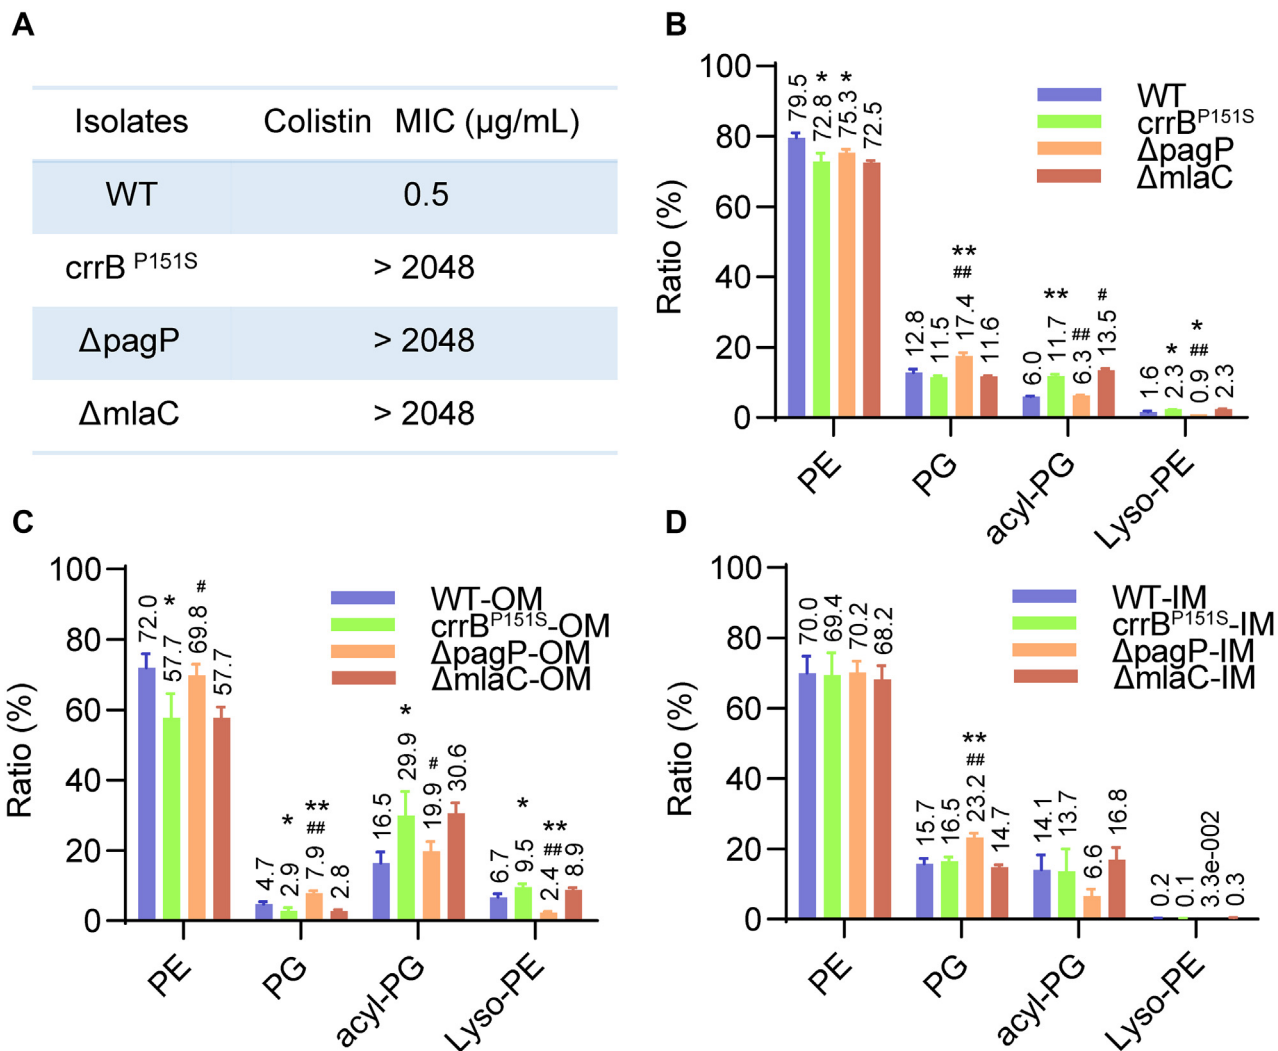 A
Isolates Colistin MIC (µg/mL)
WT 0.5
crrB P151S > 2048
ΔpagP > 2048
ΔmlaC > 2048
B
Ratio (%)
100
80
60
40
20
0
79.5
72.8 *
75.3 *
72.5
12.8
11.5
17.4 ## **
11.6
6.0
11.7 **
6.3 ##
13.5 #
1.6
2.3 *
0.9 ## *
2.3
PE
PG
acyl-PG
Lyso-PE
WT
crrBP151S
ΔpagP
ΔmlaC
C
Ratio (%)
100
80
60
40
20
0
72.0
57.7 *
69.8 #
57.7
4.7
2.9 *
7.9 ## **
2.8
16.5
29.9 *
19.9 #
30.6
6.7
9.5 *
2.4 ## **
8.9
PE
PG
acyl-PG
Lyso-PE
WT-OM
crrBP151S-OM
ΔpagP-OM
ΔmlaC-OM
D
Ratio (%)
100
80
60
40
20
0
70.0
69.4
70.2
68.2
15.7
16.5
23.2 ## **
14.7
14.1
13.7
6.6
16.8
0.2
0.1
3.3e-002
0.3
PE
PG
acyl-PG
Lyso-PE
WT-IM
crrBP151S-IM
ΔpagP-IM
ΔmlaC-IM